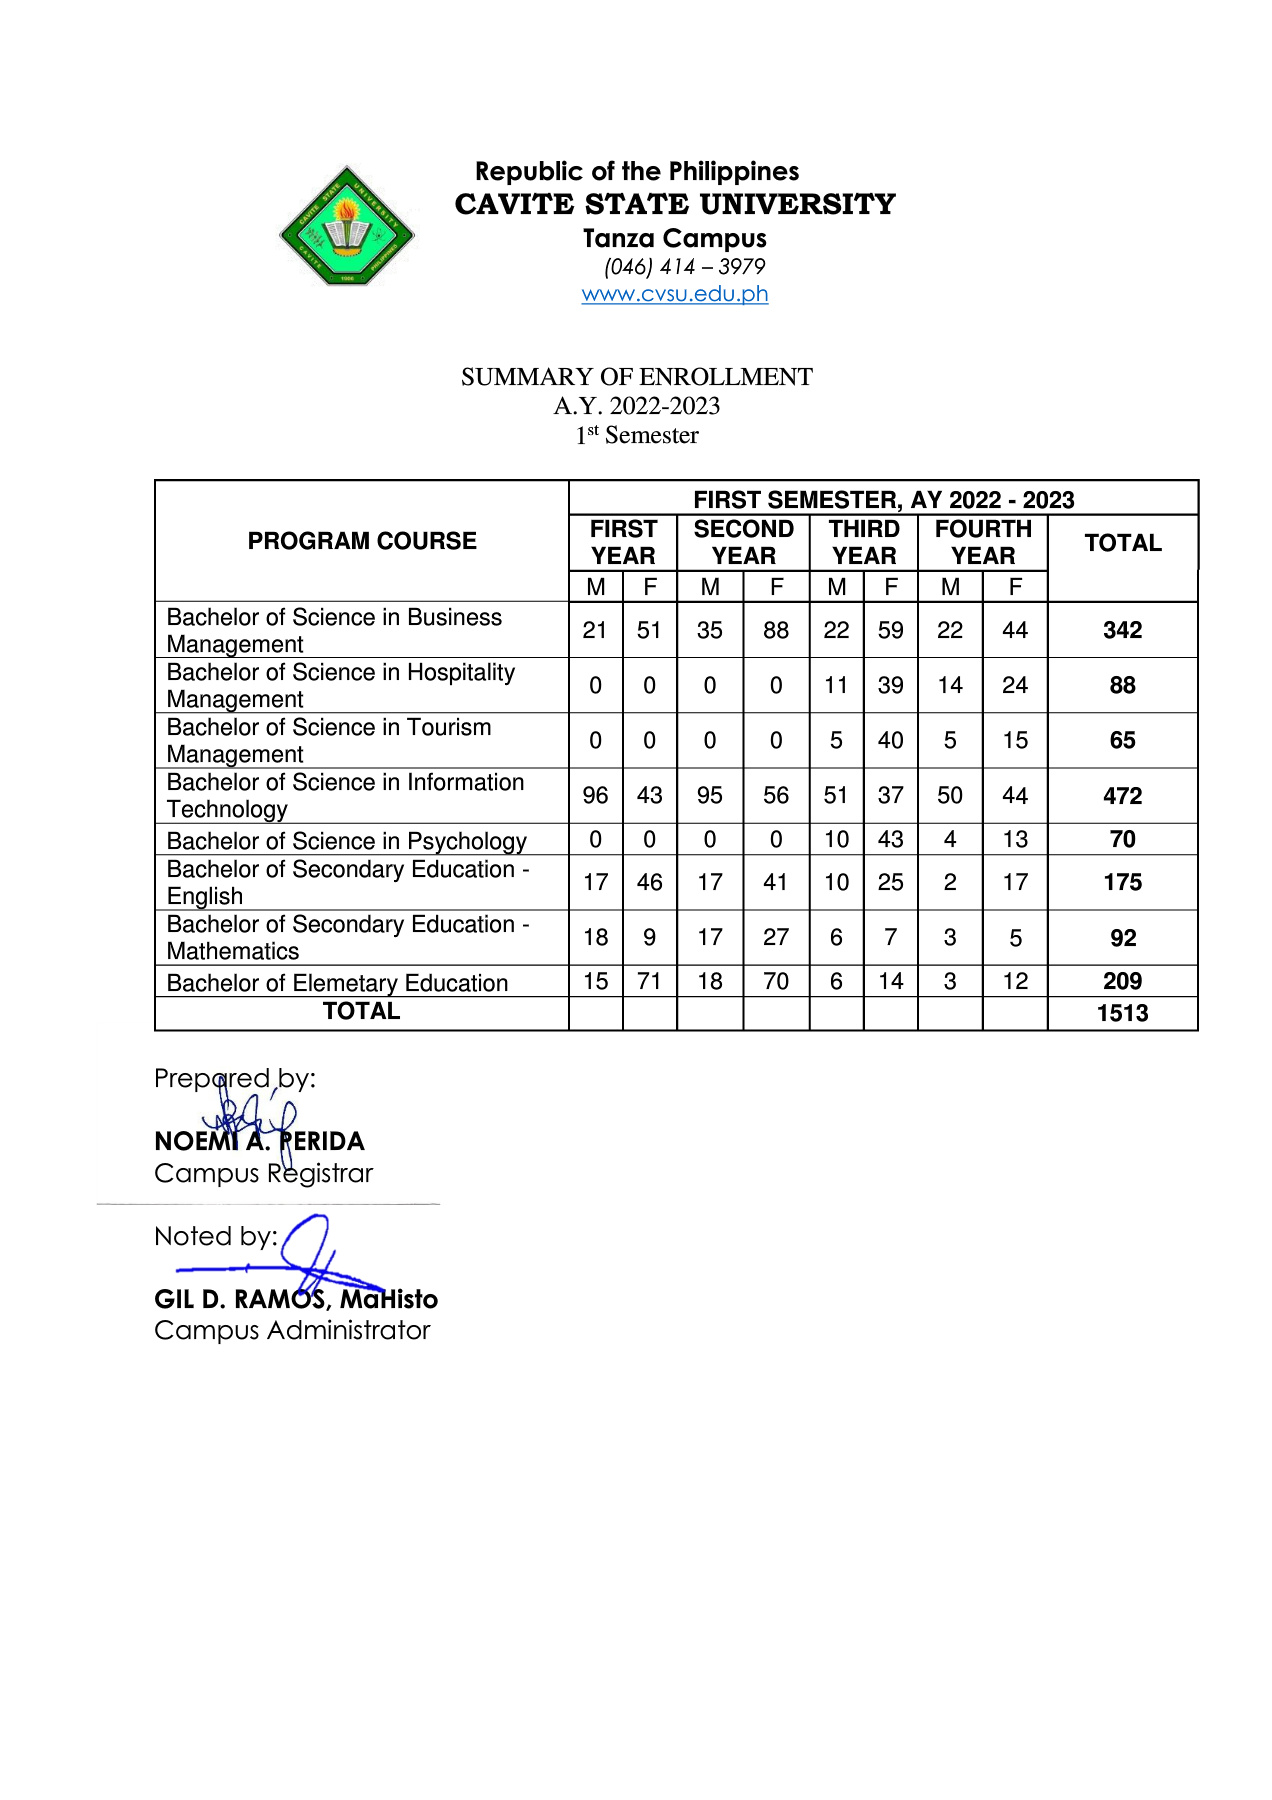 Republic of the Philippines
CAVITE STATE UNIVERSITY
Tanza Campus
(046) 414 – 3979
www.cvsu.edu.ph
CAVITE STATE UNIVERSITY
CAVITE PHILIPPINES
1906
SUMMARY OF ENROLLMENT
A.Y. 2022-2023
1st Semester
PROGRAM COURSE
FIRST SEMESTER, AY 2022 - 2023
FIRST YEAR SECOND YEAR THIRD YEAR FOURTH YEAR TOTAL
M F M F M F M F
Bachelor of Science in Business
Management 21 51 35 88 22 59 22 44 342
Bachelor of Science in Hospitality
Management 0 0 0 0 11 39 14 24 88
Bachelor of Science in Tourism
Management 0 0 0 0 5 40 5 15 65
Bachelor of Science in Information
Technology 96 43 95 56 51 37 50 44 472
Bachelor of Science in Psychology 0 0 0 0 10 43 4 13 70
Bachelor of Secondary Education -
English 17 46 17 41 10 25 2 17 175
Bachelor of Secondary Education -
Mathematics 18 9 17 27 6 7 3 5 92
Bachelor of Elemetary Education 15 71 18 70 6 14 3 12 209
TOTAL 1513
Prepared by:
NOEMI A. PERIDA
Campus Registrar
Noted by:
GIL D. RAMOS, MaHisto
Campus Administrator